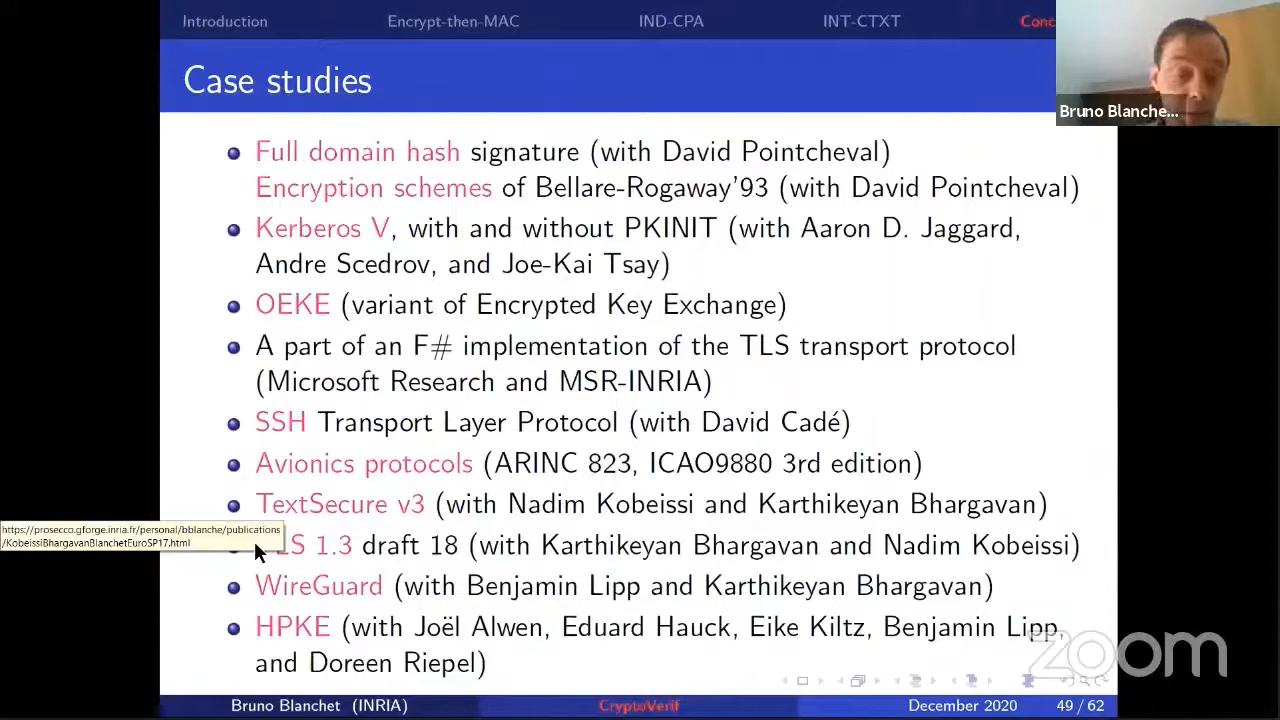 Introduction Encrypt-then-MAC IND-CPA INT-CTXT Conc
Case studies
Bruno Blanche...
Full domain hash signature (with David Pointcheval)
Encryption schemes of Bellare-Rogaway'93 (with David Pointcheval)
Kerberos V, with and without PKINIT (with Aaron D. Jaggard,
Andre Scedrov, and Joe-Kai Tsay)
OEKE (variant of Encrypted Key Exchange)
A part of an F# implementation of the TLS transport protocol
(Microsoft Research and MSR-INRIA)
SSH Transport Layer Protocol (with David Cadé)
Avionics protocols (ARINC 823, ICAO9880 3rd edition)
TextSecure v3 (with Nadim Kobeissi and Karthikeyan Bhargavan)
https://prosecco.gforge.inria.fr/personal/bblanche/publications
/KobeissiBhargavanBlanchetEuroSP17.html
LS 1.3 draft 18 (with Karthikeyan Bhargavan and Nadim Kobeissi)
WireGuard (with Benjamin Lipp and Karthikeyan Bhargavan)
HPKE (with Joël Alwen, Eduard Hauck, Eike Kiltz, Benjamin Lipp,
and Doreen Riepel)
zoom
Bruno Blanchet (INRIA) CryptoVerif December 2020 49 / 62